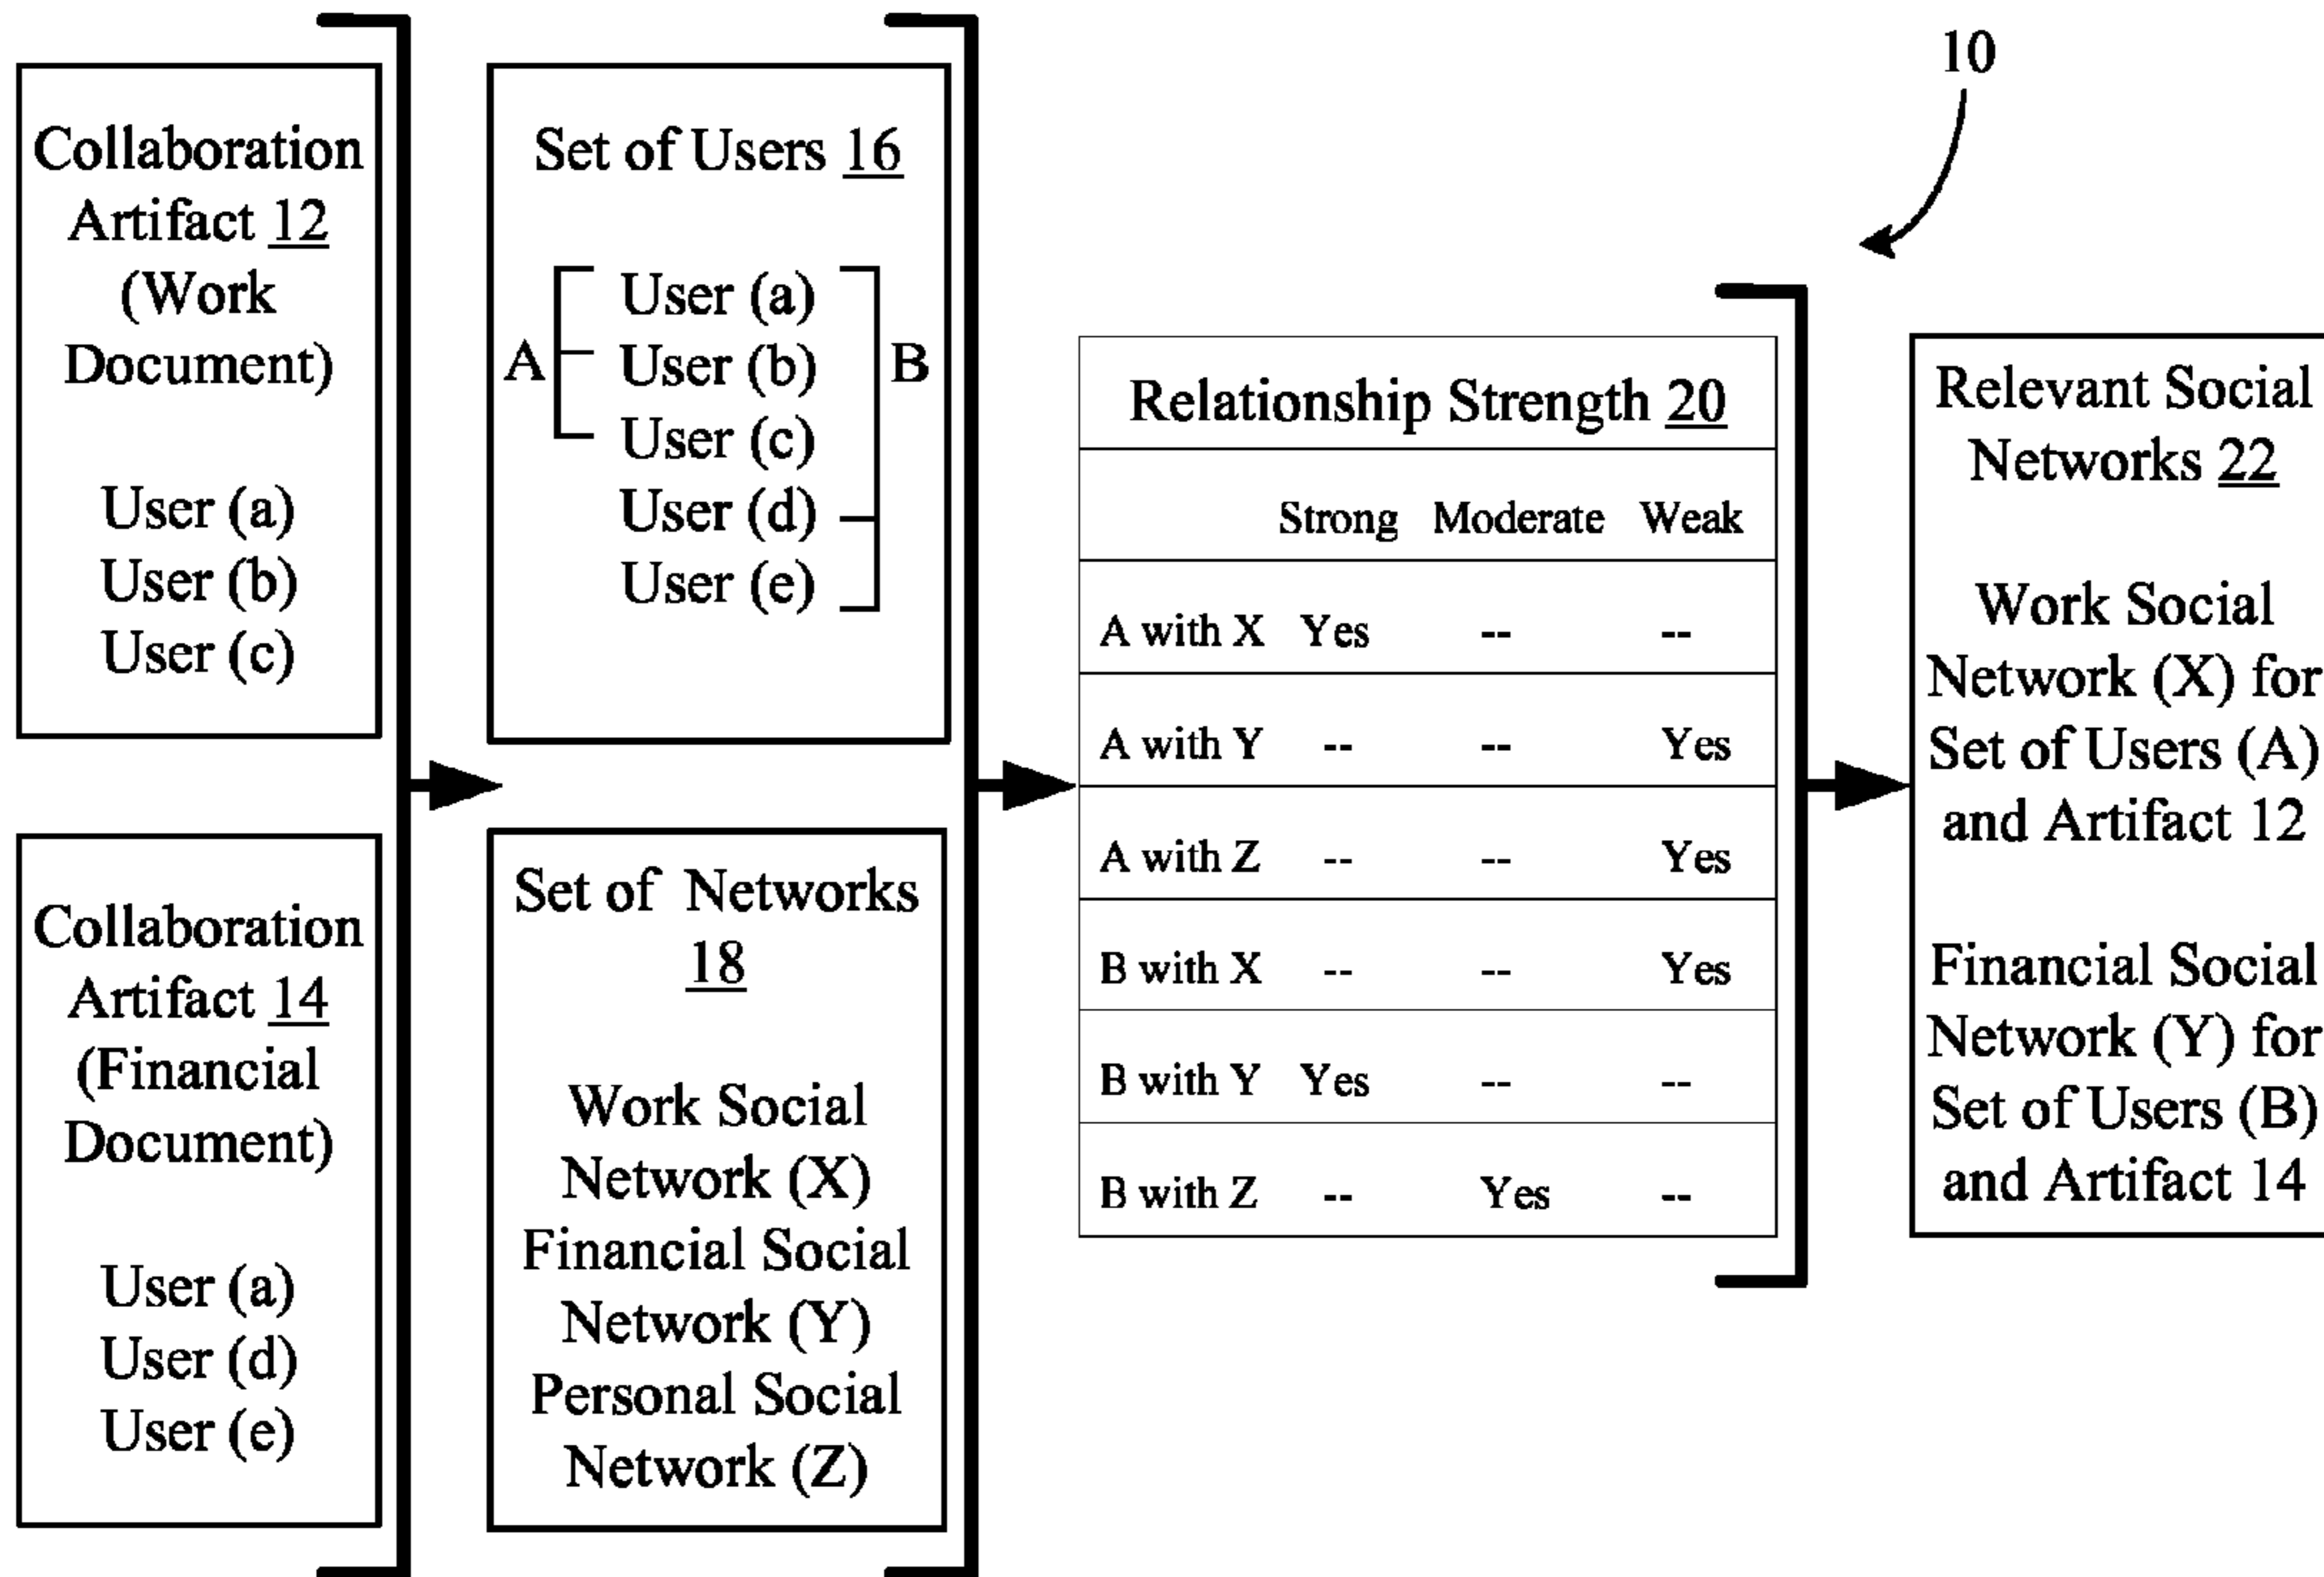 10
Collaboration
Artifact 12
(Work
Document)
User (a)
User (b)
User (c)
Collaboration
Artifact 14
(Financial
Document)
User (a)
User (d)
User (e)
Set of Users 16
A
User (a)
User (b)
User (c)
User (d)
User (e)
B
Set of Networks
18
Work Social
Network (X)
Financial Social
Network (Y)
Personal Social
Network (Z)
Relationship Strength 20
Strong Moderate Weak
A with X Yes -- --
A with Y -- -- Yes
A with Z -- -- Yes
B with X -- -- Yes
B with Y Yes -- --
B with Z -- Yes --
Relevant Social
Networks 22
Work Social
Network (X) for
Set of Users (A)
and Artifact 12
Financial Social
Network (Y) for
Set of Users (B)
and Artifact 14